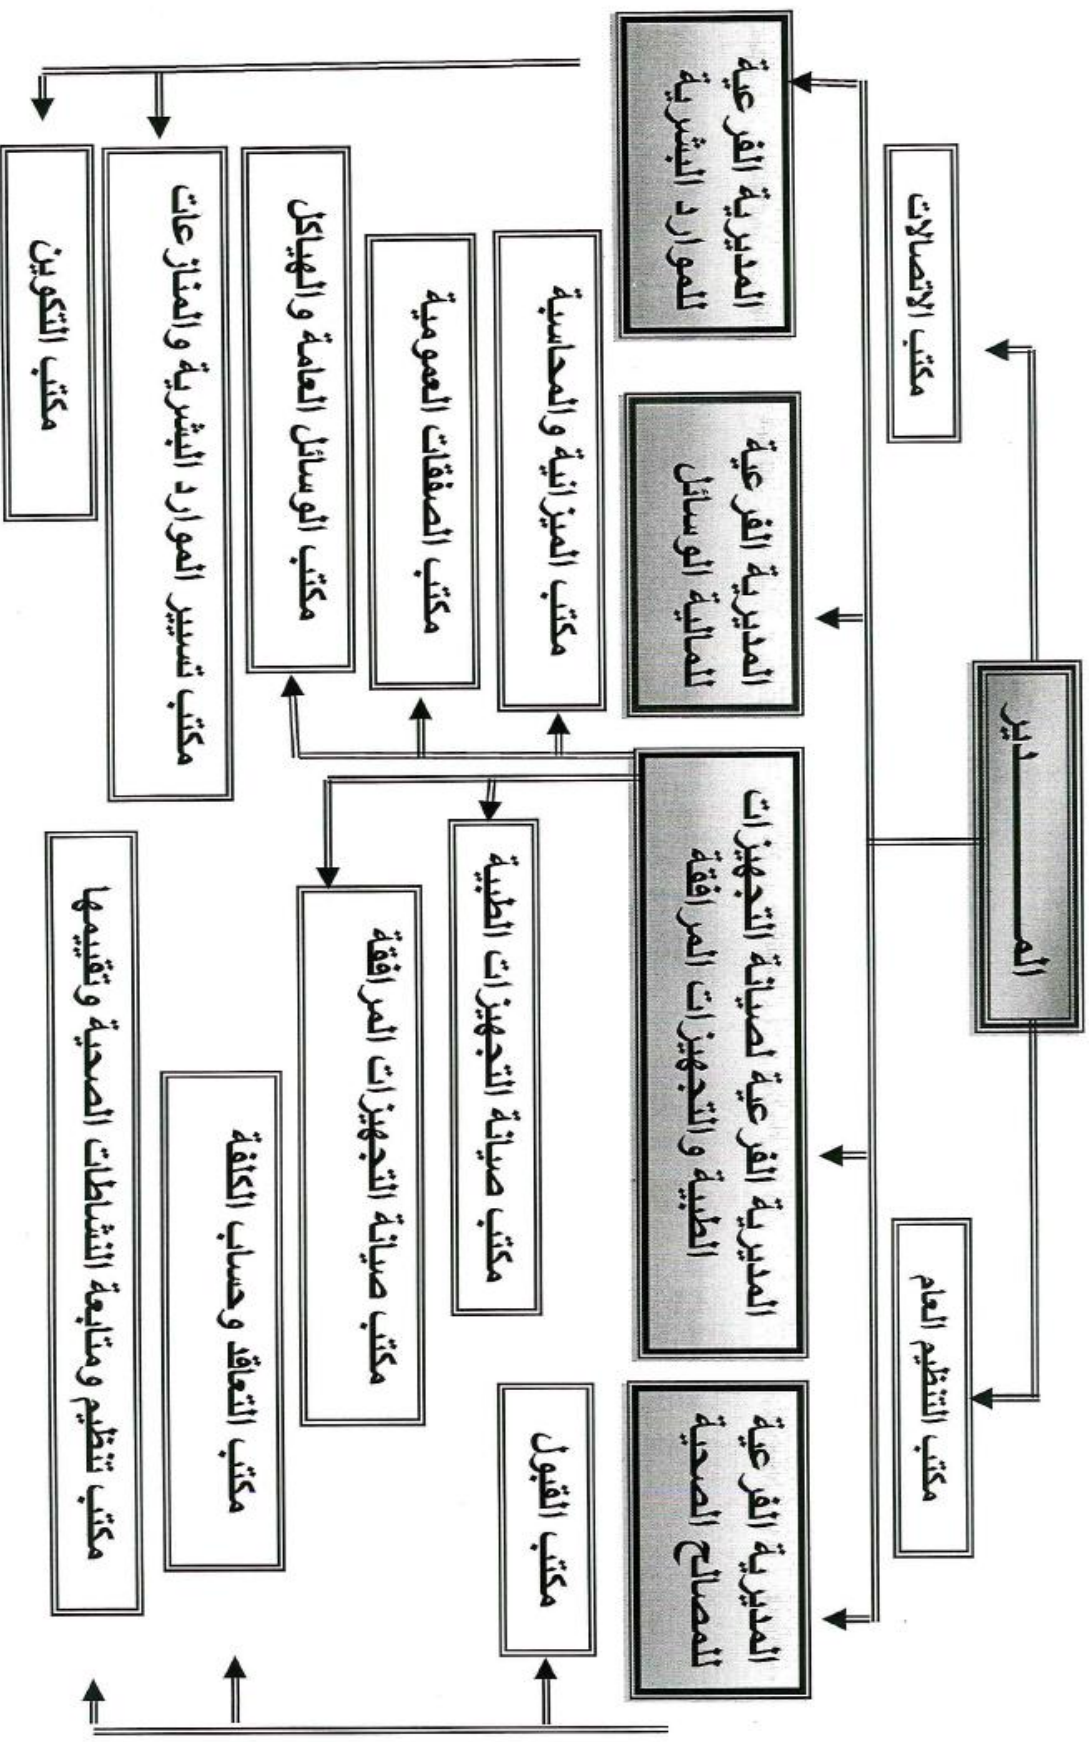 المـــــــدير
مكتب التنظيم العام
مكتب الاتصالات
المديرية الفرعية
للمصالح الصحية
المديرية الفرعية لصيانة التجهيزات
الطبية والتجهيزات المرافقة
المديرية الفرعية
للمالية الوسائل
المديرية الفرعية
للموارد البشرية
مكتب القبول
مكتب صيانة التجهيزات الطبية
مكتب الميزانية والمحاسبة
مكتب صيانة التجهيزات المرافقة
مكتب الصفقات العمومية
مكتب التعاقد وحساب الكلفة
مكتب الوسائل العامة والهياكل
مكتب تسيير الموارد البشرية والمنازعات
مكتب تنظيم ومتابعة النشاطات الصحية وتقييمها
مكتب التكوين